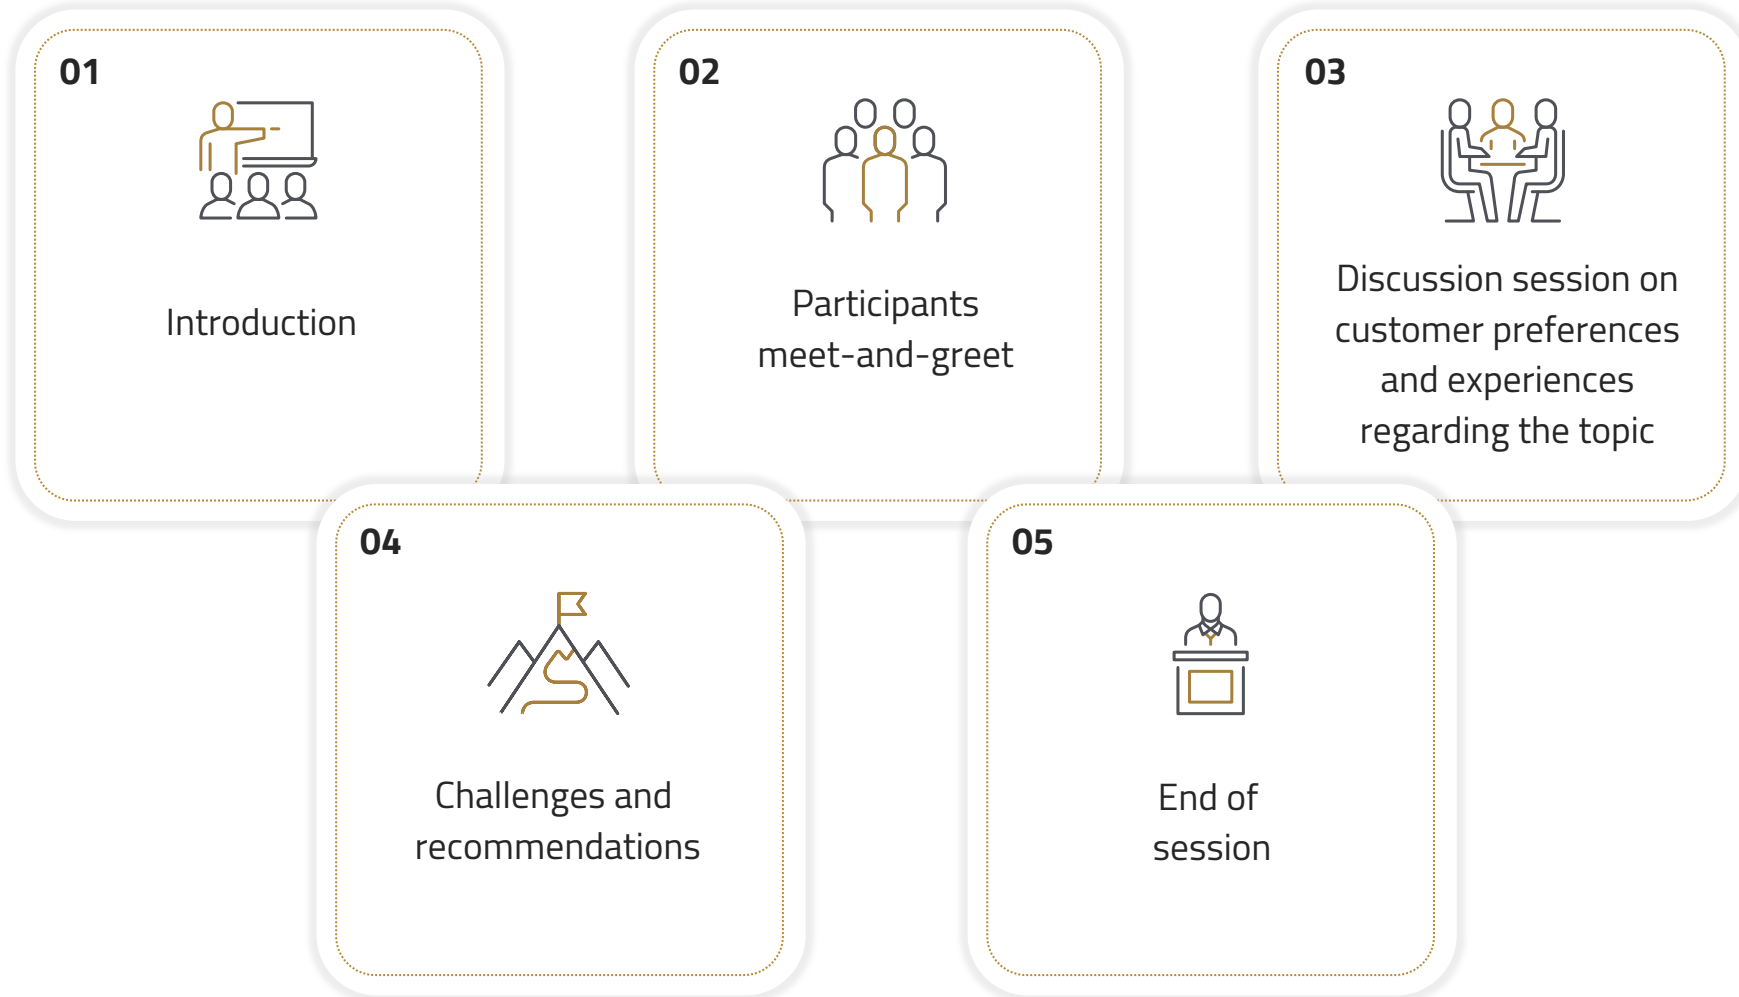 01
Introduction
02
Participants
meet-and-greet
03
Discussion session on
customer preferences
and experiences
regarding the topic
04
Challenges and
recommendations
05
End of
session